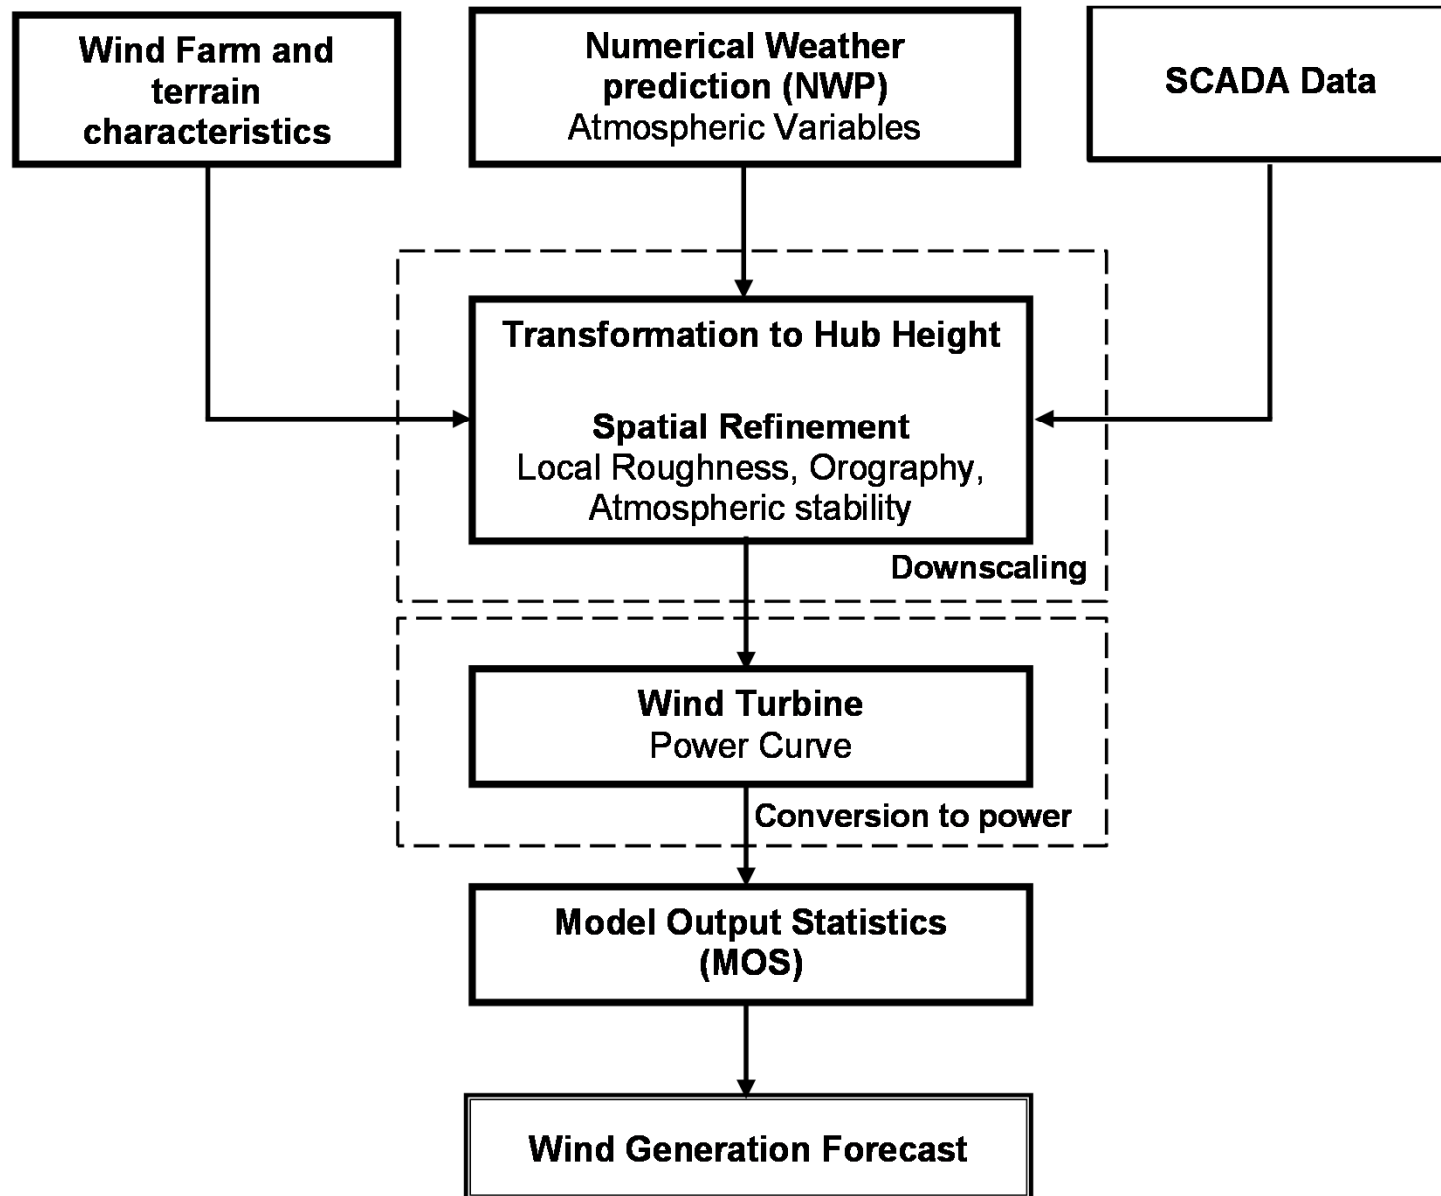 Wind Farm and
terrain
characteristics
Numerical Weather
prediction (NWP)
Atmospheric Variables
SCADA Data
Transformation to Hub Height
Spatial Refinement
Local Roughness, Orography,
Atmospheric stability
Downscaling
Wind Turbine
Power Curve
Conversion to power
Model Output Statistics
(MOS)
Wind Generation Forecast